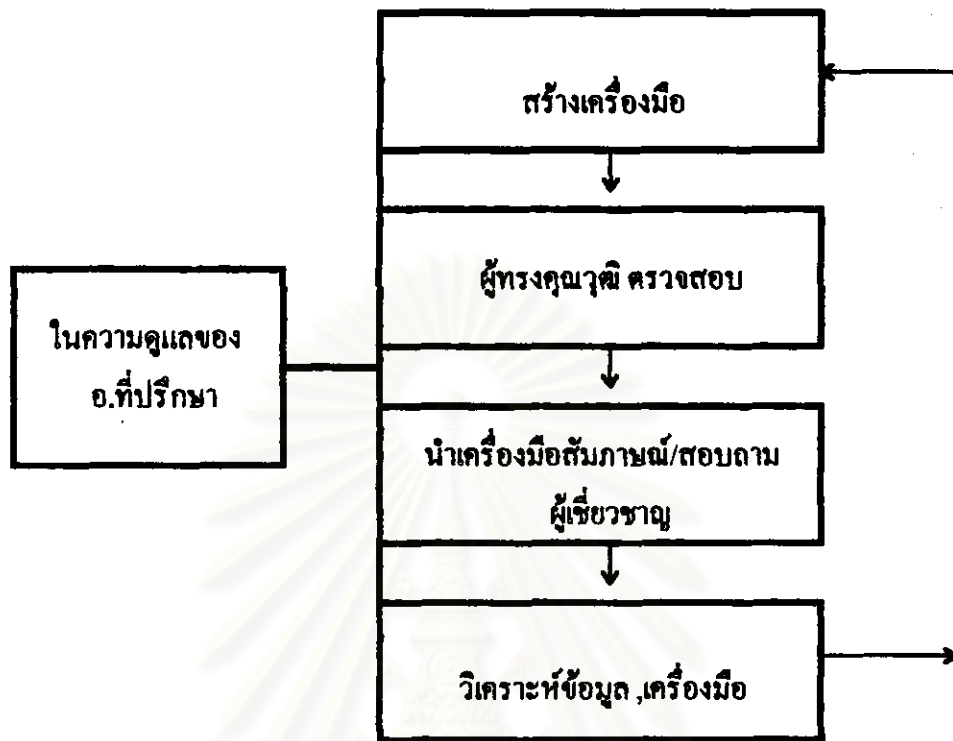 สร้างเครื่องมือ
ผู้ทรงคุณวุฒิ ตรวจสอบ
ในความดูแลของ
อ.ที่ปรึกษา
นำเครื่องมือสัมภาษณ์/สอบถาม
ผู้เชี่ยวชาญ
วิเคราะห์ข้อมูล ,เครื่องมือ